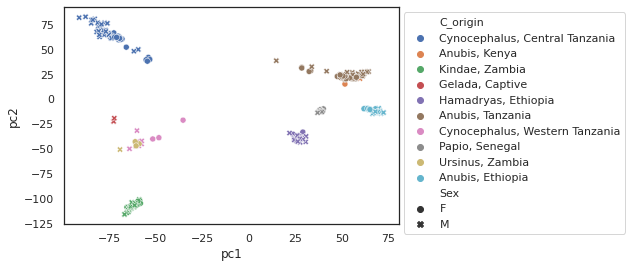 75
50
25
0
−25
−50
−75
−100
−125
pc2
−75
−50
−25
0
25
50
75
pc1
C_origin
Cynocephalus, Central Tanzania
Anubis, Kenya
Kindae, Zambia
Gelada, Captive
Hamadryas, Ethiopia
Anubis, Tanzania
Cynocephalus, Western Tanzania
Papio, Senegal
Ursinus, Zambia
Anubis, Ethiopia
Sex
F
M